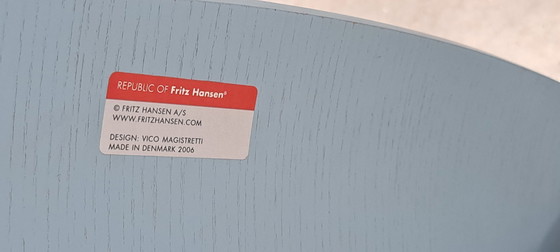 REPUBLIC OF Fritz Hansen®
© FRITZ HANSEN A/S
WWW.FRITZHANSEN.COM
DESIGN: VICO MAGISTRETTI
MADE IN DENMARK 2006